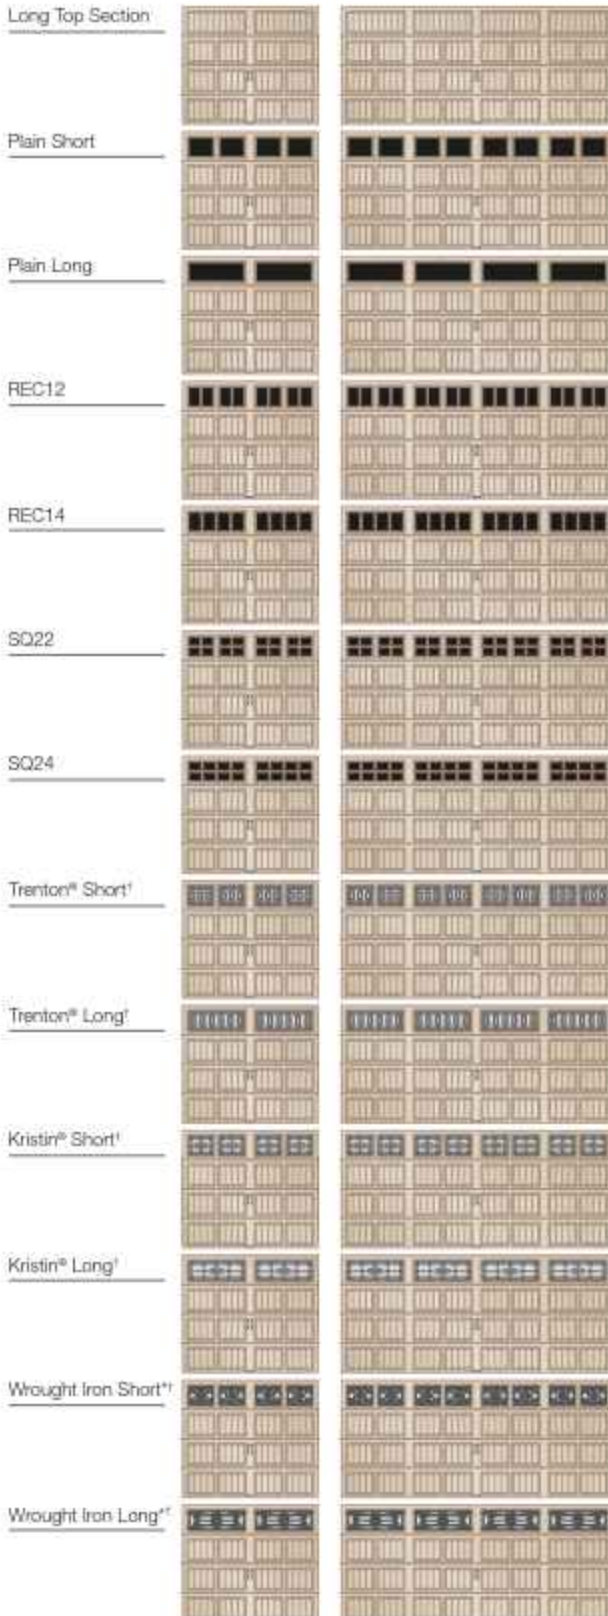 Long Top Section
Plain Short
Plain Long
REC12
REC14
SQ22
SQ24
Trenton® Short†
Trenton® Long†
Kristin® Short†
Kristin® Long†
Wrought Iron Short*†
Wrought Iron Long*†